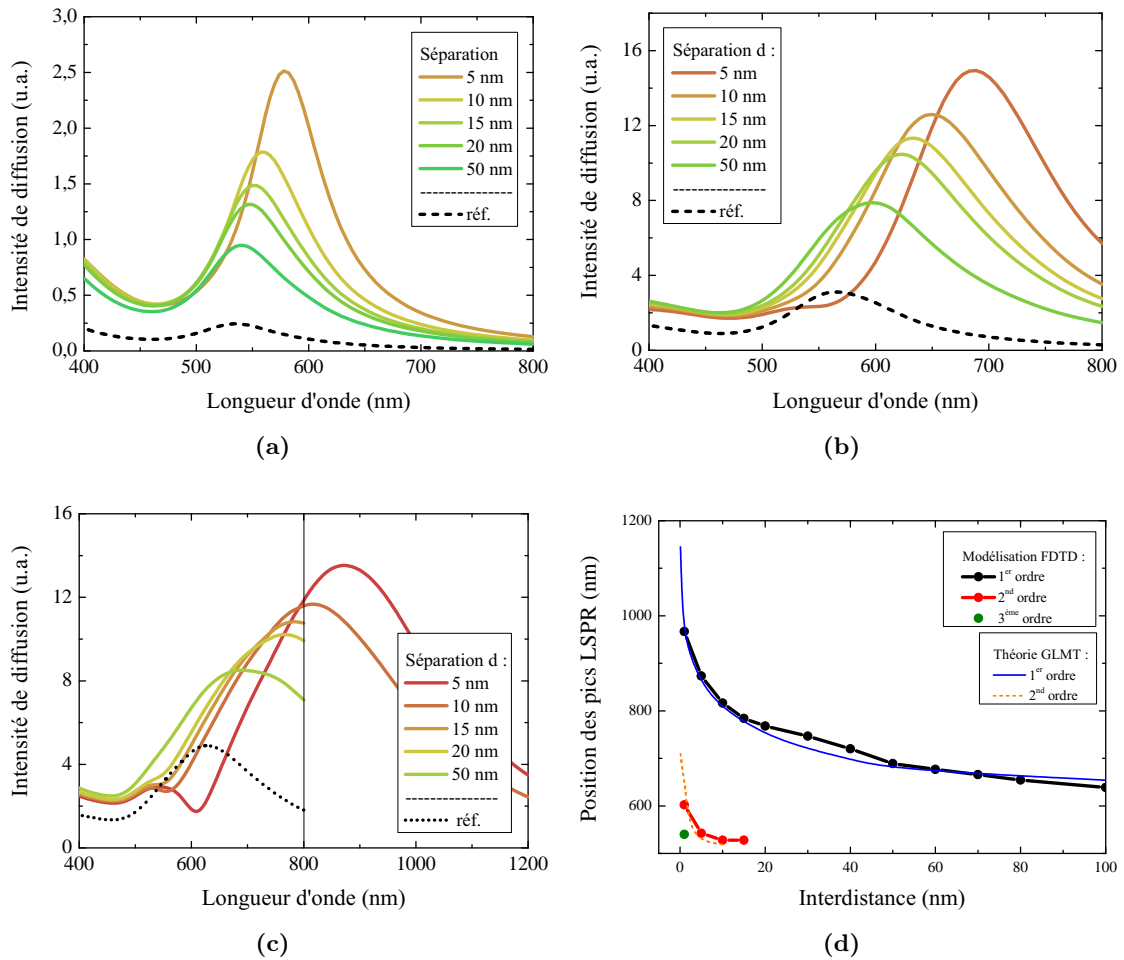 3,0
2,5
2,0
1,5
1,0
0,5
0,0
400 500 600 700 800
Intensité de diffusion (u.a.)
Longueur d'onde (nm)
Séparation
5 nm
10 nm
15 nm
20 nm
50 nm
réf.
(a)
16
12
8
4
0
400 500 600 700 800
Intensité de diffusion (u.a.)
Longueur d'onde (nm)
Séparation d :
5 nm
10 nm
15 nm
20 nm
50 nm
réf.
(b)
16
12
8
4
0
400 600 800 1000 1200
Intensité de diffusion (u.a.)
Longueur d'onde (nm)
Séparation d :
5 nm
10 nm
15 nm
20 nm
50 nm
réf.
(c)
1200
1000
800
600
0 20 40 60 80 100
Position des pics LSPR (nm)
Interdistance (nm)
Modélisation FDTD :
1er ordre
2nd ordre
3ème ordre
Théorie GLMT :
1er ordre
2nd ordre
(d)